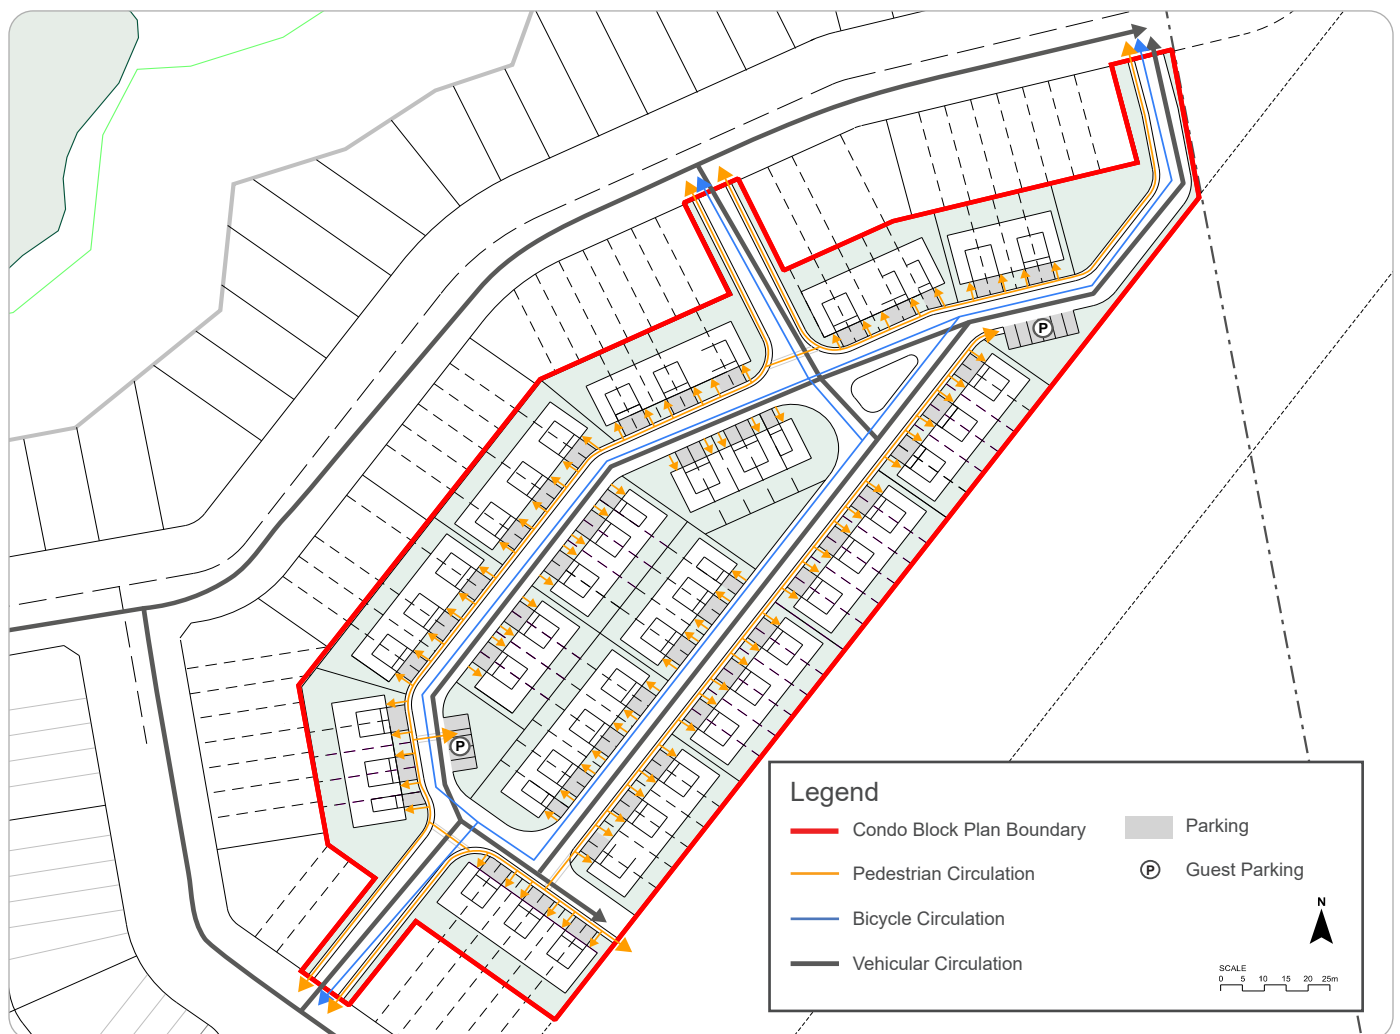 P
P
Legend
Condo Block Plan Boundary
Parking
Pedestrian Circulation
P
Guest Parking
Bicycle Circulation
N
Vehicular Circulation
SCALE
0 5 10 15 20 25m